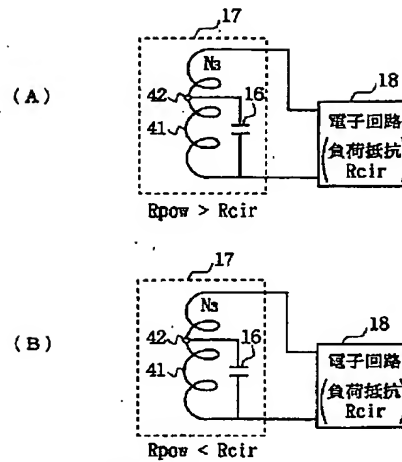 17
(A)
N3
42
16
41
18
電子回路
(負荷抵抗
Rcir)
Rpow > Rcir
17
(B)
N3
42
16
41
18
電子回路
(負荷抵抗
Rcir)
Rpow < Rcir